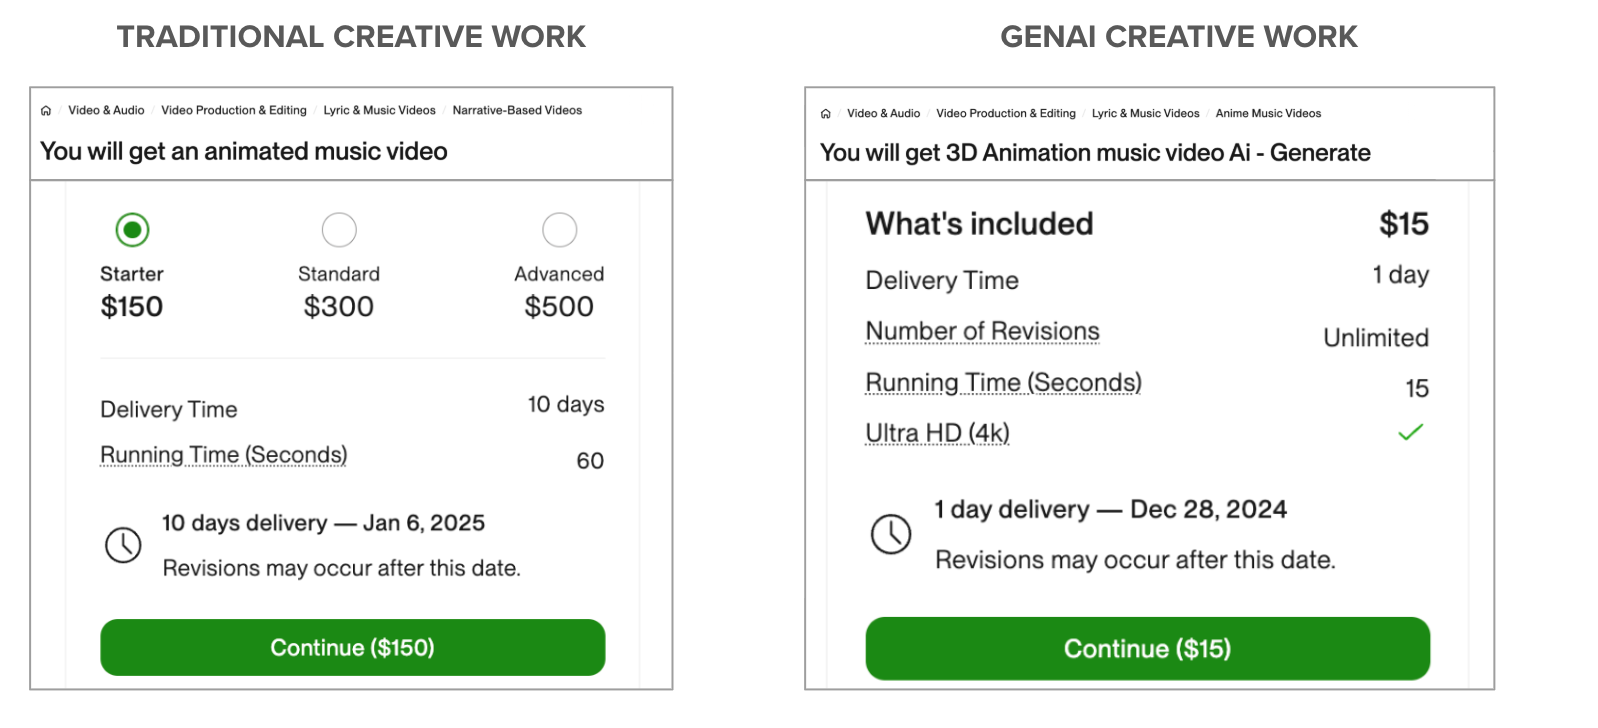 TRADITIONAL CREATIVE WORK
Video & Audio / Video Production & Editing / Lyric & Music Videos / Narrative-Based Videos
You will get an animated music video
Starter Standard Advanced
$150 $300 $500
Delivery Time 10 days
Running Time (Seconds) 60
10 days delivery — Jan 6, 2025
Revisions may occur after this date.
Continue ($150)
GENAI CREATIVE WORK
Video & Audio / Video Production & Editing / Lyric & Music Videos / Anime Music Videos
You will get 3D Animation music video Ai - Generate
What's included $15
Delivery Time 1 day
Number of Revisions Unlimited
Running Time (Seconds) 15
Ultra HD (4k)
1 day delivery — Dec 28, 2024
Revisions may occur after this date.
Continue ($15)